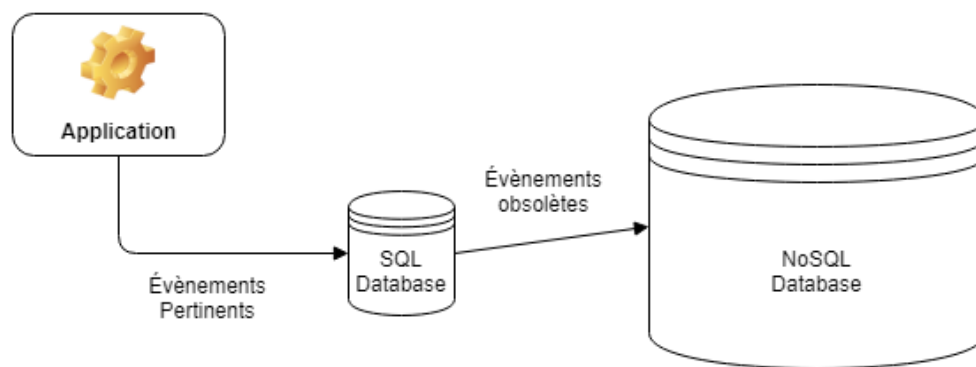 Application
Évènements
Pertinents
SQL
Database
Évènements
obsolètes
NoSQL
Database